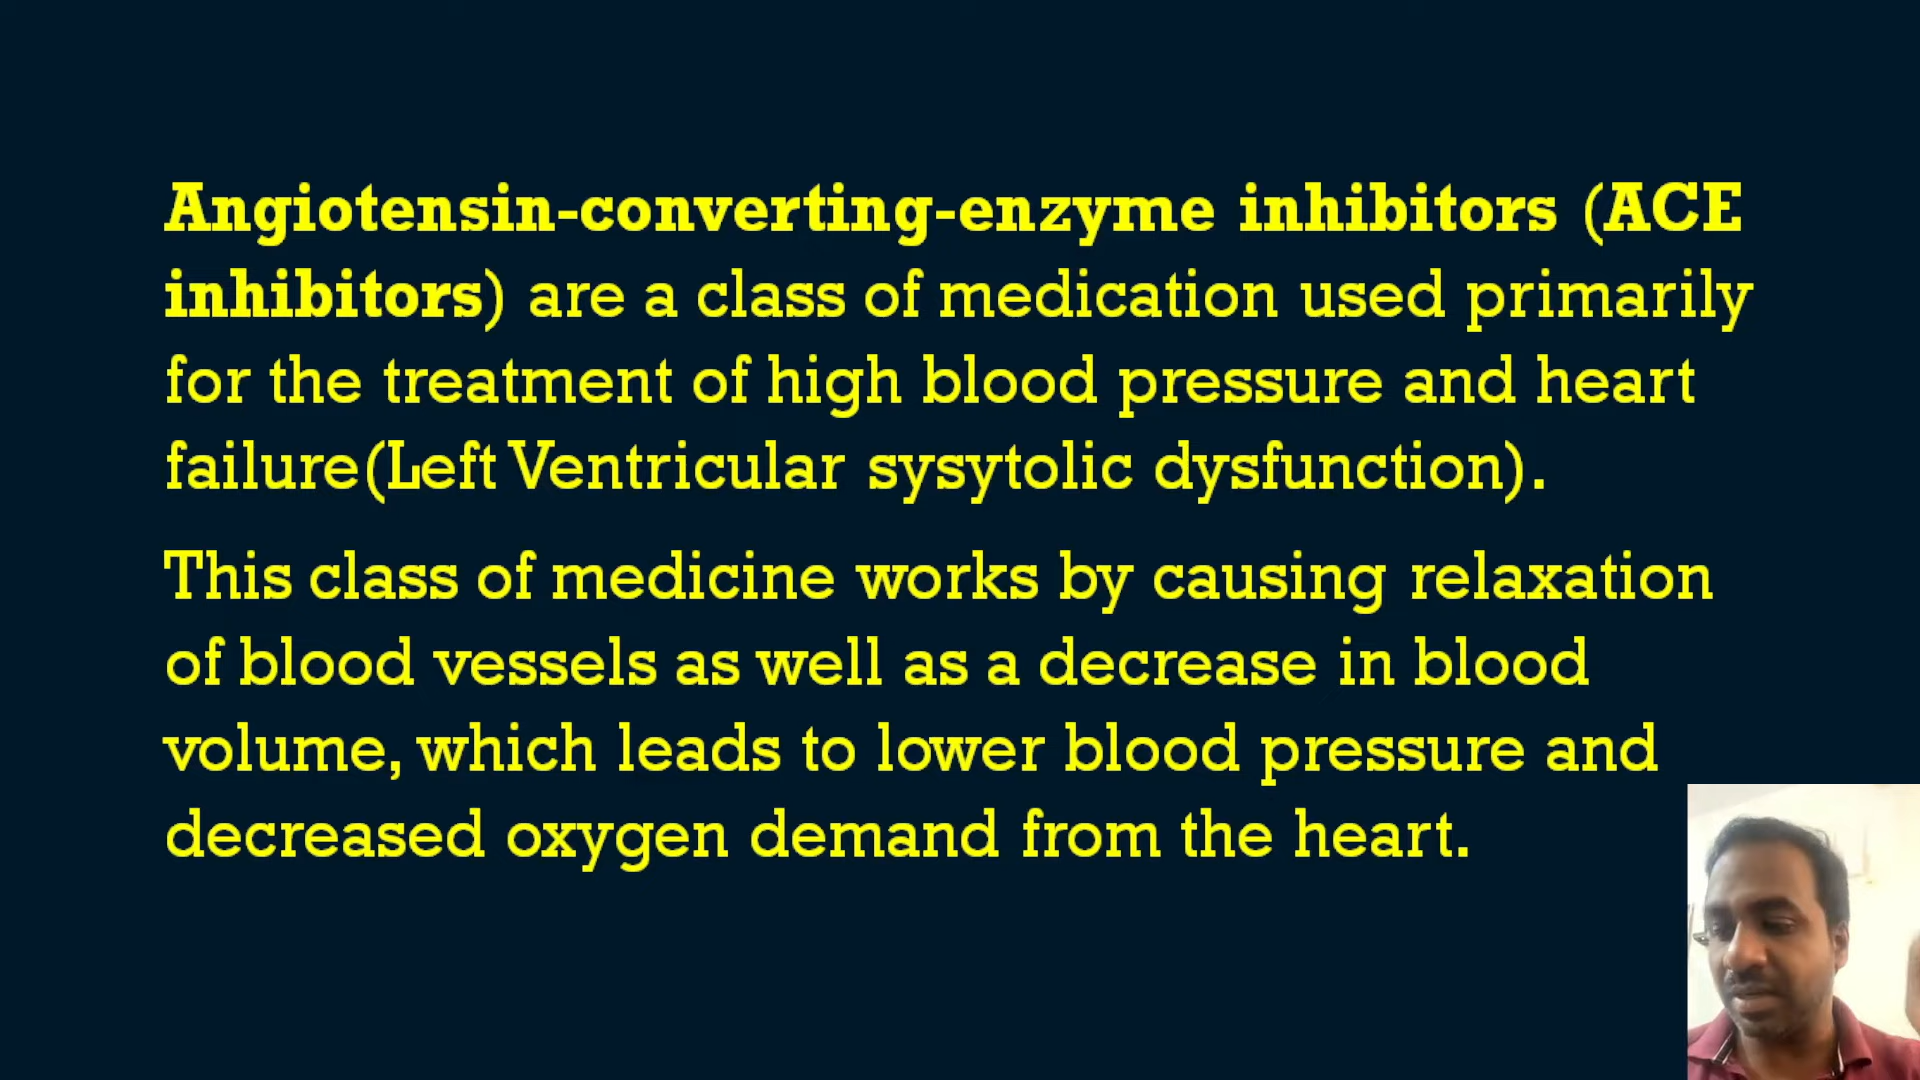 Angiotensin-converting-enzyme inhibitors (ACE
inhibitors) are a class of medication used primarily
for the treatment of high blood pressure and heart
failure(Left Ventricular sysytolic dysfunction).
This class of medicine works by causing relaxation
of blood vessels as well as a decrease in blood
volume, which leads to lower blood pressure and
decreased oxygen demand from the heart.